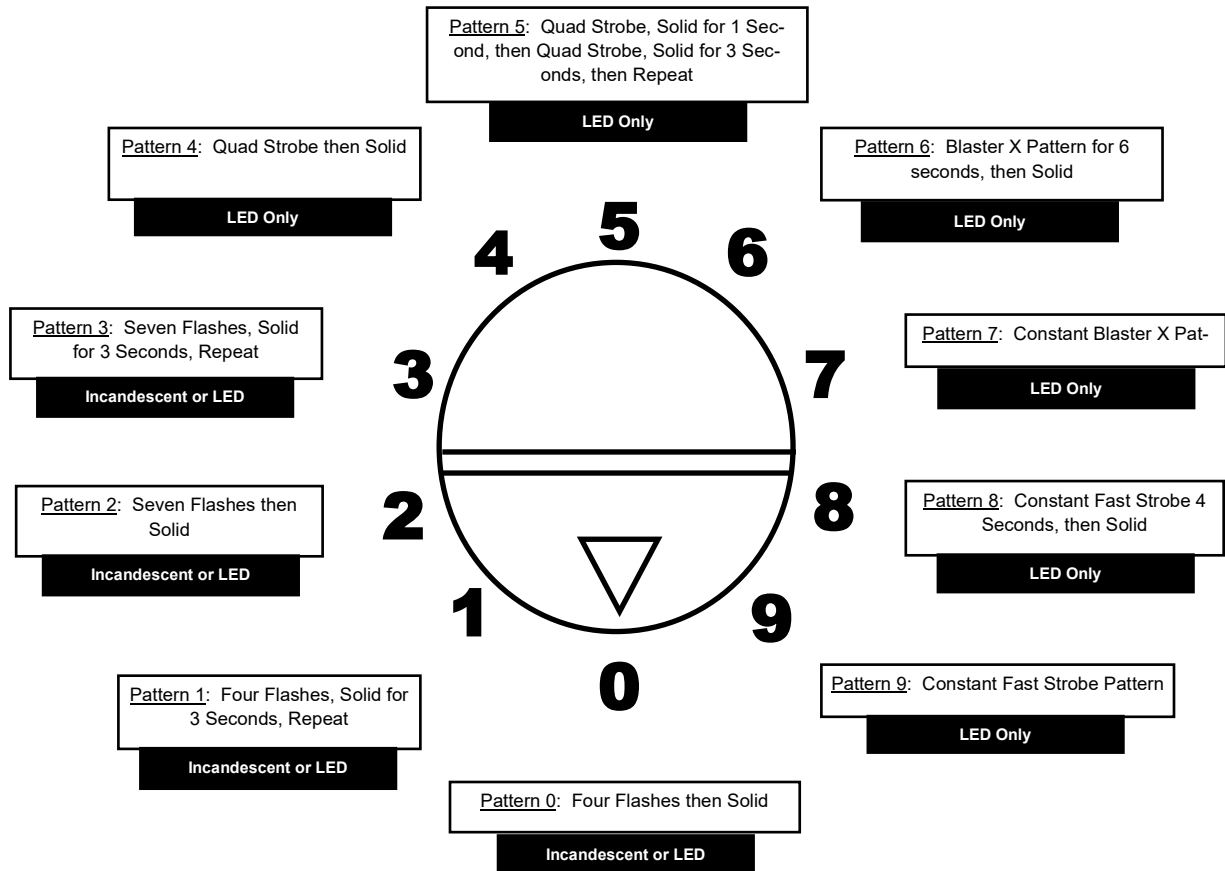 Pattern 5:  Quad Strobe, Solid for 1 Sec-
ond, then Quad Strobe, Solid for 3 Sec-
onds, then Repeat
LED Only
Pattern 4:  Quad Strobe then Solid
LED Only
Pattern 6:  Blaster X Pattern for 6
seconds, then Solid
LED Only
5
4
6
Pattern 3:  Seven Flashes, Solid
for 3 Seconds, Repeat
Incandescent or LED
3
7
Pattern 7:  Constant Blaster X Pat-
LED Only
Pattern 2:  Seven Flashes then
Solid
Incandescent or LED
2
8
Pattern 8:  Constant Fast Strobe 4
Seconds, then Solid
LED Only
1
9
0
Pattern 1:  Four Flashes, Solid for
3 Seconds, Repeat
Incandescent or LED
Pattern 9:  Constant Fast Strobe Pattern
LED Only
Pattern 0:  Four Flashes then Solid
Incandescent or LED